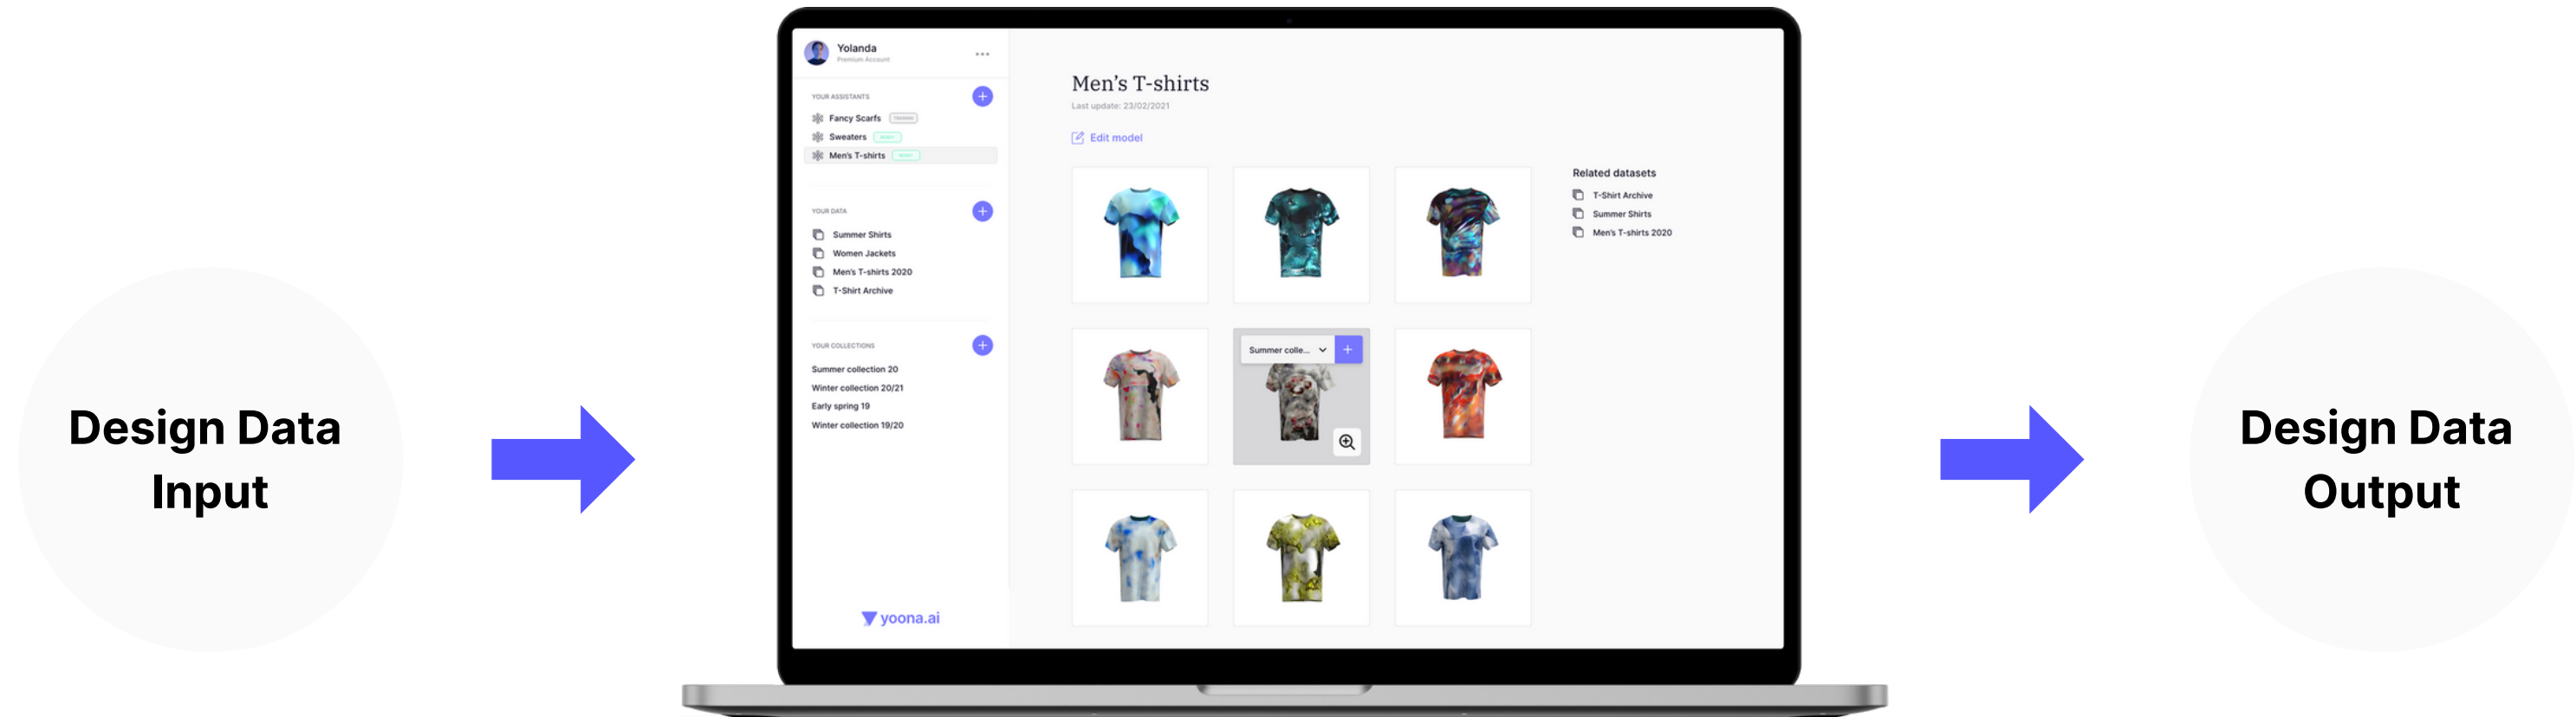 Design Data
Input
Yolanda
Premium Account
YOUR ASSISTANTS
Fancy Scarfs TRAINING
Sweaters READY
Men's T-shirts READY
YOUR DATA
Summer Shirts
Women Jackets
Men's T-shirts 2020
T-Shirt Archive
YOUR COLLECTIONS
Summer collection 20
Winter collection 20/21
Early spring 19
Winter collection 19/20
yoona.ai
Men's T-shirts
Last update: 23/02/2021
Edit model
Summer colle...
Related datasets
T-Shirt Archive
Summer Shirts
Men's T-shirts 2020
Design Data
Output